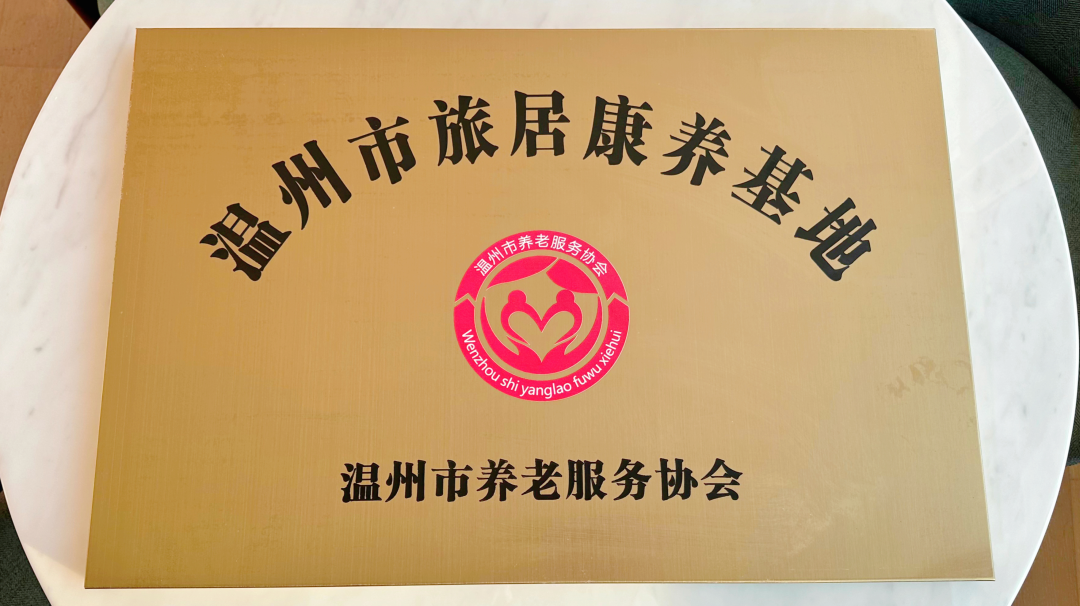 温州市旅居康养基地
温州市养老服务协会
Wenzhou shi yanglao fuwu xiehui
温州市养老服务协会